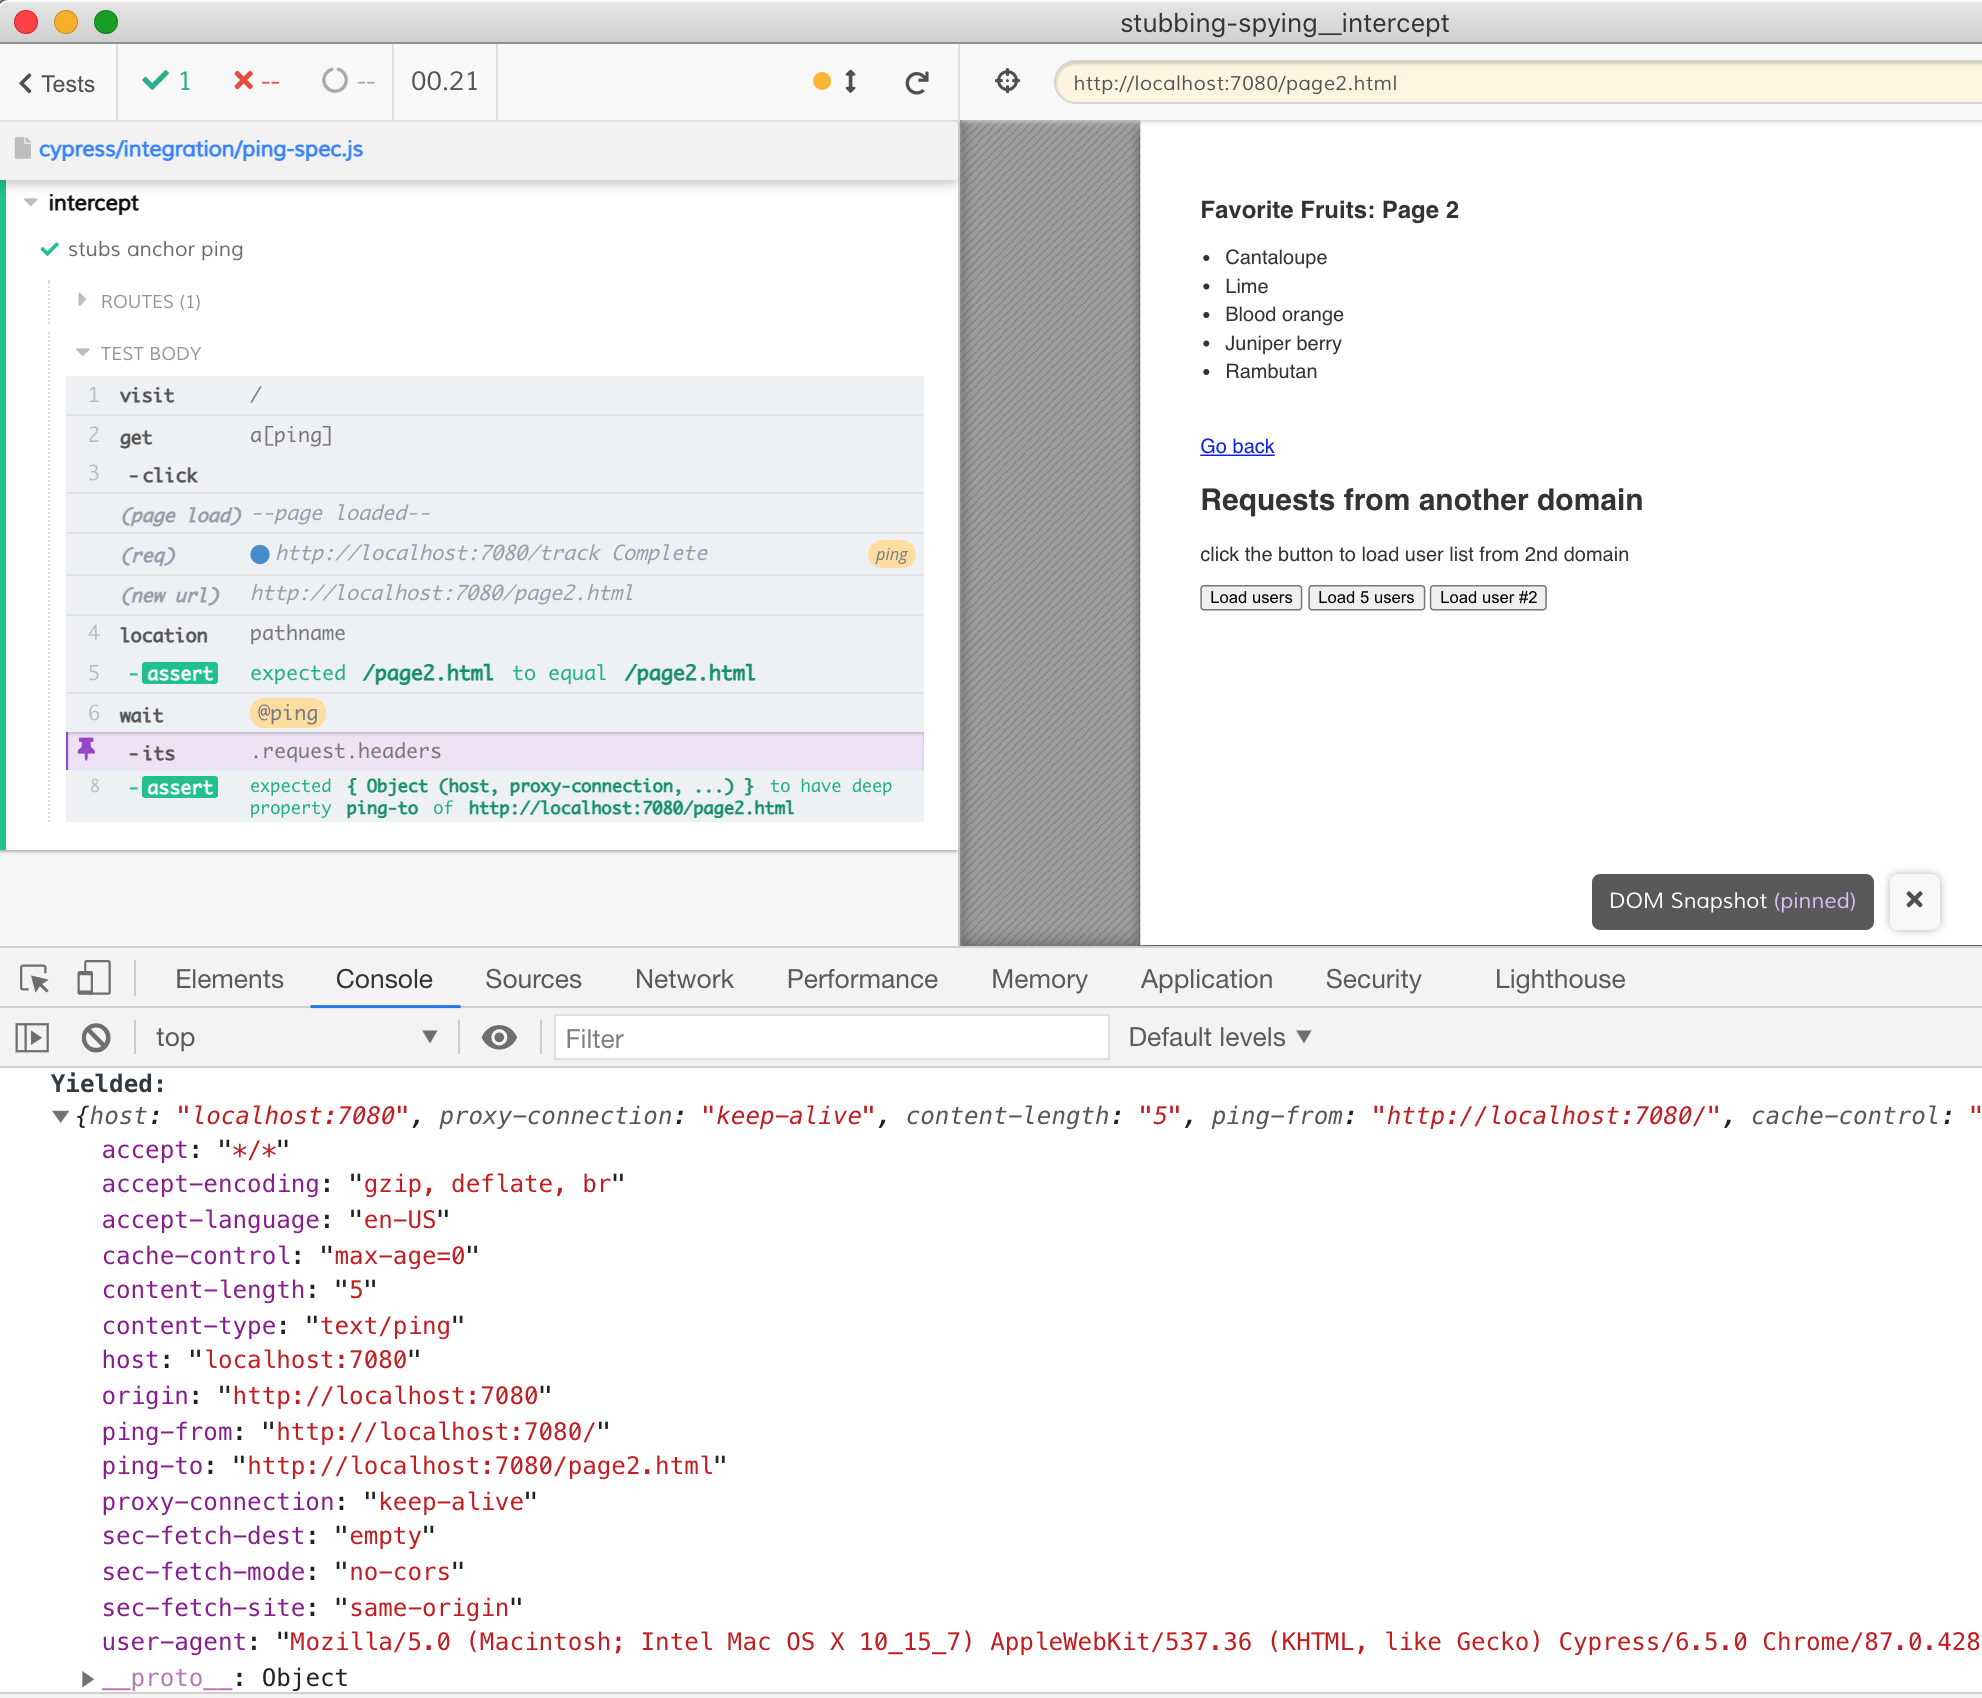 stubbing-spying__intercept
Tests
1
--
--
00.21
http://localhost:7080/page2.html
cypress/integration/ping-spec.js
intercept
stubs anchor ping
ROUTES (1)
TEST BODY
1 visit /
2 get a[ping]
3 -click
(page load) --page loaded--
(req) http://localhost:7080/track Complete ping
(new url) http://localhost:7080/page2.html
4 location pathname
5 -assert expected /page2.html to equal /page2.html
6 wait @ping
-its .request.headers
8 -assert expected { Object (host, proxy-connection, ...) } to have deep
property ping-to of http://localhost:7080/page2.html
Favorite Fruits: Page 2
• Cantaloupe
• Lime
• Blood orange
• Juniper berry
• Rambutan
Go back
Requests from another domain
click the button to load user list from 2nd domain
Load users Load 5 users Load user #2
DOM Snapshot (pinned)
Elements Console Sources Network Performance Memory Application Security Lighthouse
top Filter Default levels
Yielded:
{host: "localhost:7080", proxy-connection: "keep-alive", content-length: "5", ping-from: "http://localhost:7080/", cache-control: "
accept: "*/*"
accept-encoding: "gzip, deflate, br"
accept-language: "en-US"
cache-control: "max-age=0"
content-length: "5"
content-type: "text/ping"
host: "localhost:7080"
origin: "http://localhost:7080"
ping-from: "http://localhost:7080/"
ping-to: "http://localhost:7080/page2.html"
proxy-connection: "keep-alive"
sec-fetch-dest: "empty"
sec-fetch-mode: "no-cors"
sec-fetch-site: "same-origin"
user-agent: "Mozilla/5.0 (Macintosh; Intel Mac OS X 10_15_7) AppleWebKit/537.36 (KHTML, like Gecko) Cypress/6.5.0 Chrome/87.0.428
__proto__: Object